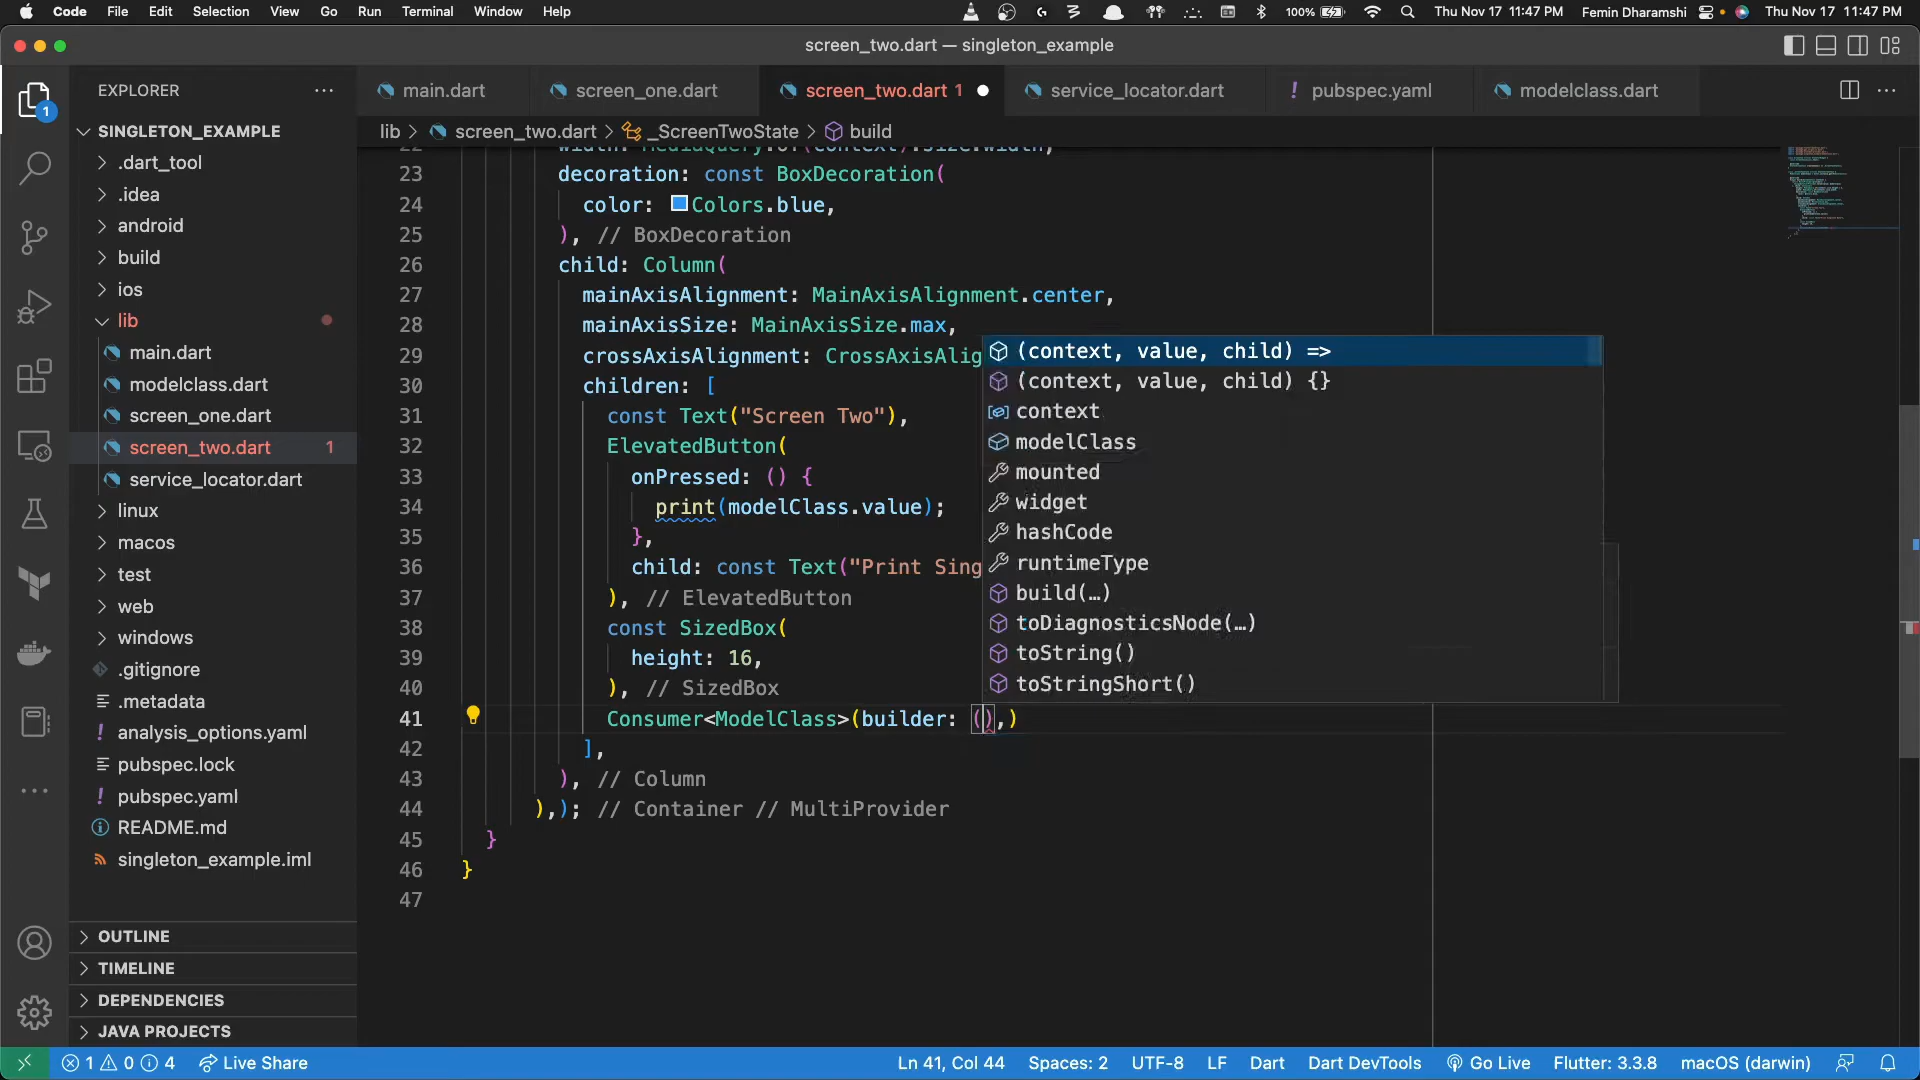 Code File Edit Selection View Go Run Terminal Window Help 100% Thu Nov 17 11:47 PM Femin Dharamshi Thu Nov 17 11:47 PM
screen_two.dart — singleton_example
EXPLORER
main.dart screen_one.dart screen_two.dart 1 service_locator.dart pubspec.yaml modelclass.dart
lib > screen_two.dart > _ScreenTwoState > build
1
SINGLETON_EXAMPLE
.dart_tool
.idea
android
build
ios
lib
main.dart
modelclass.dart
screen_one.dart
screen_two.dart 1
service_locator.dart
linux
macos
test
web
windows
.gitignore
.metadata
analysis_options.yaml
pubspec.lock
pubspec.yaml
README.md
singleton_example.iml
OUTLINE
TIMELINE
DEPENDENCIES
JAVA PROJECTS
22 width: MediaQuery.of(context).size.width,
23 decoration: const BoxDecoration(
24 color: Colors.blue,
25 ), // BoxDecoration
26 child: Column(
27 mainAxisAlignment: MainAxisAlignment.center,
28 mainAxisSize: MainAxisSize.max,
29 crossAxisAlignment: CrossAxisAlig
30 children: [
31 const Text("Screen Two"),
32 ElevatedButton(
33 onPressed: () {
34 print(modelClass.value);
35 },
36 child: const Text("Print Sing
37 ), // ElevatedButton
38 const SizedBox(
39 height: 16,
40 ), // SizedBox
41 Consumer<ModelClass>(builder: (),)
42 ],
43 ), // Column
44 ),); // Container // MultiProvider
45 }
46 }
47
(context, value, child) =>
(context, value, child) {}
context
modelClass
mounted
widget
hashCode
runtimeType
build(…)
toDiagnosticsNode(…)
toString()
toStringShort()
1 0 4 Live Share Ln 41, Col 44 Spaces: 2 UTF-8 LF Dart Dart DevTools Go Live Flutter: 3.3.8 macOS (darwin)